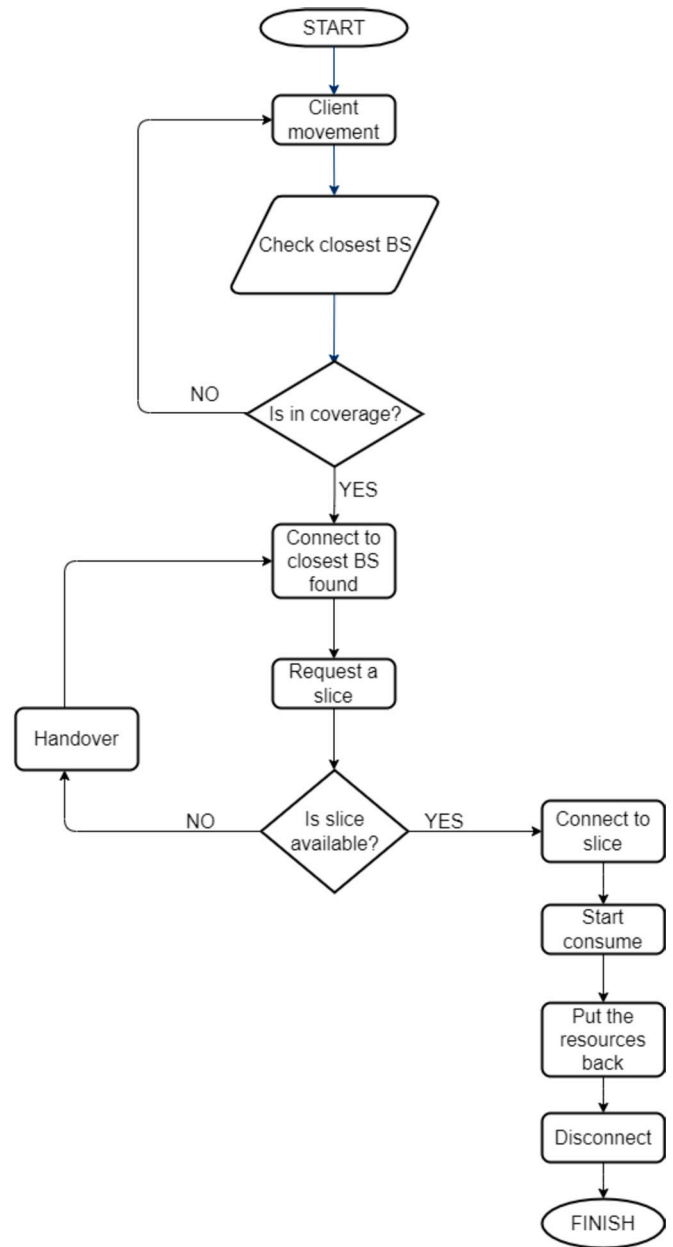 START
Client
movement
Check closest BS
NO
Is in coverage?
YES
Connect to
closest BS
found
Request a
slice
Handover
NO
Is slice
available?
YES
Connect to
slice
Start
consume
Put the
resources
back
Disconnect
FINISH